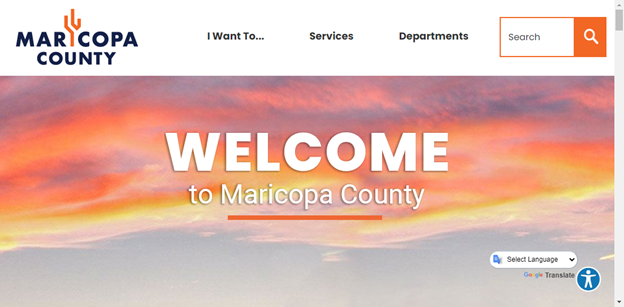 MARICOPA
COUNTY
I Want To...
Services
Departments
Search
WELCOME
to Maricopa County
Select Language
Google Translate